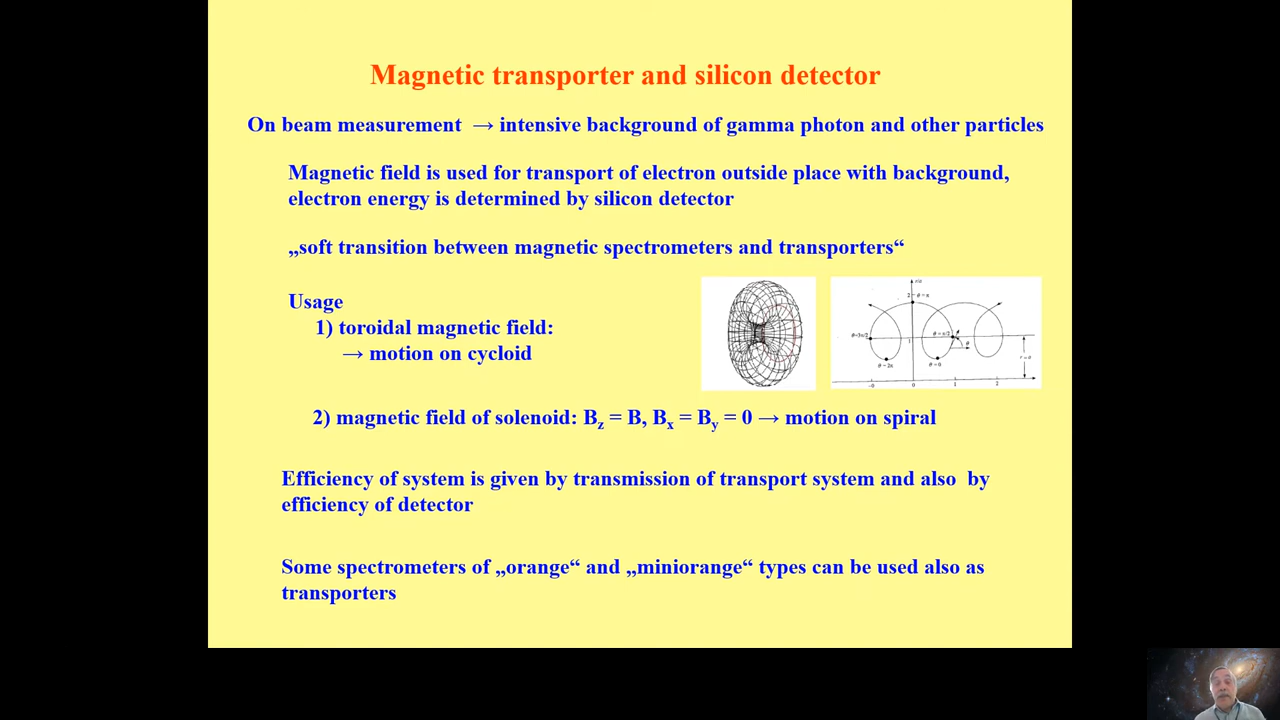 Magnetic transporter and silicon detector
On beam measurement → intensive background of gamma photon and other particles
Magnetic field is used for transport of electron outside place with background,
electron energy is determined by silicon detector
„soft transition between magnetic spectrometers and transporters“
Usage
1) toroidal magnetic field:
→ motion on cycloid
2) magnetic field of solenoid: Bz = B, Bx = By = 0 → motion on spiral
Efficiency of system is given by transmission of transport system and also  by
efficiency of detector
Some spectrometers of „orange“ and „miniorange“ types can be used also as
transporters